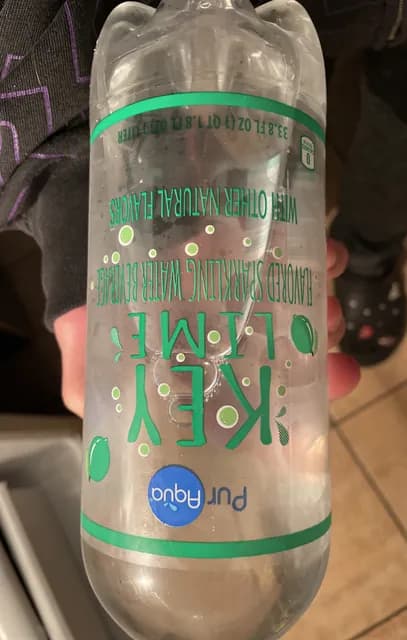 Pur Aqua
KEY
LIME
FLAVORED SPARKLING WATER BEVERAGE
WITH OTHER NATURAL FLAVORS
33.8 FL OZ (1 QT 1.8 FL OZ) 1 LITER
0